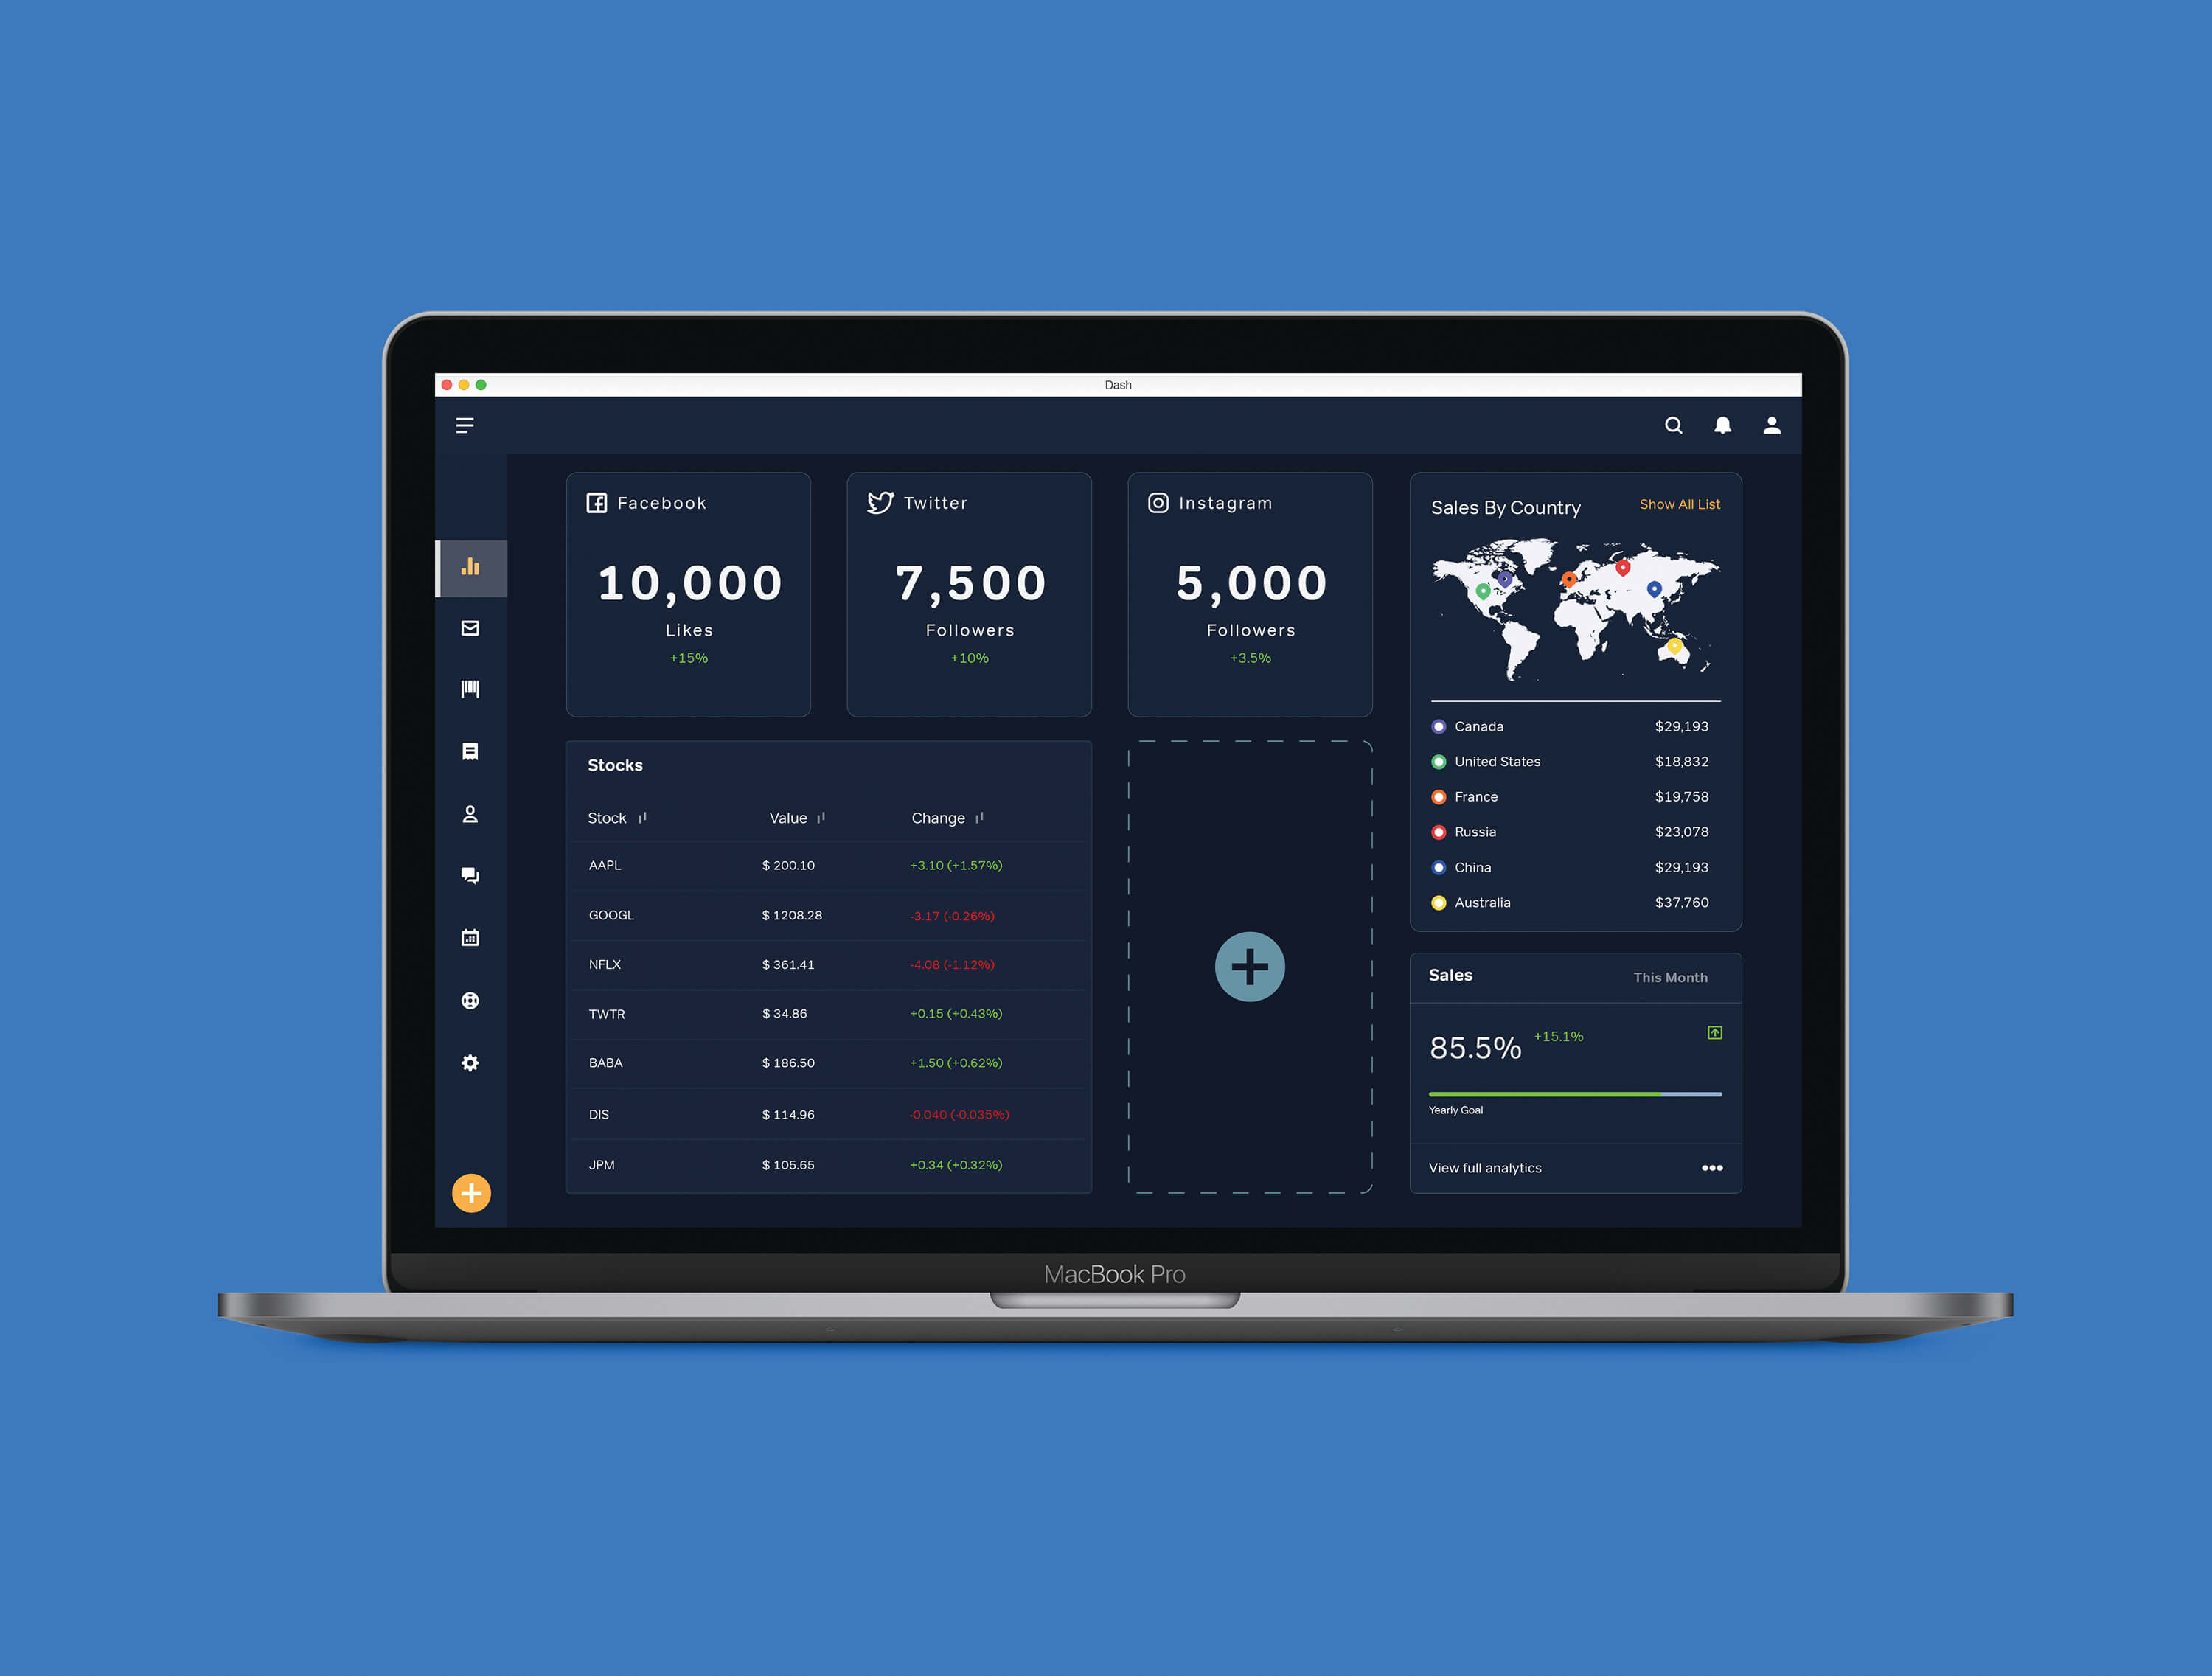 Dash
Facebook
10,000
Likes
+15%
Twitter
7,500
Followers
+10%
Instagram
5,000
Followers
+3.5%
Sales By Country Show All List
Canada $29,193
United States $18,832
France $19,758
Russia $23,078
China $29,193
Australia $37,760
Stocks
Stock Value Change
AAPL $ 200.10 +3.10 (+1.57%)
GOOGL $ 1208.28 -3.17 (-0.26%)
NFLX $ 361.41 -4.08 (-1.12%)
TWTR $ 34.86 +0.15 (+0.43%)
BABA $ 186.50 +1.50 (+0.62%)
DIS $ 114.96 -0.040 (-0.035%)
JPM $ 105.65 +0.34 (+0.32%)
Sales This Month
85.5% +15.1%
Yearly Goal
View full analytics
MacBook Pro